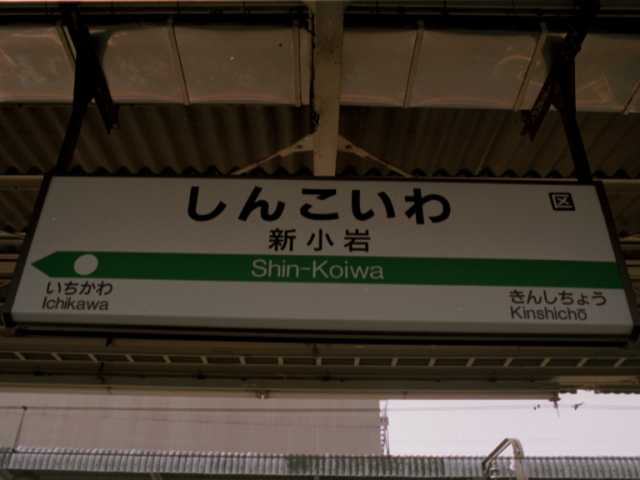 しんこいわ
区
新小岩
Shin-Koiwa
いちかわ
Ichikawa
きんしちょう
Kinshichō